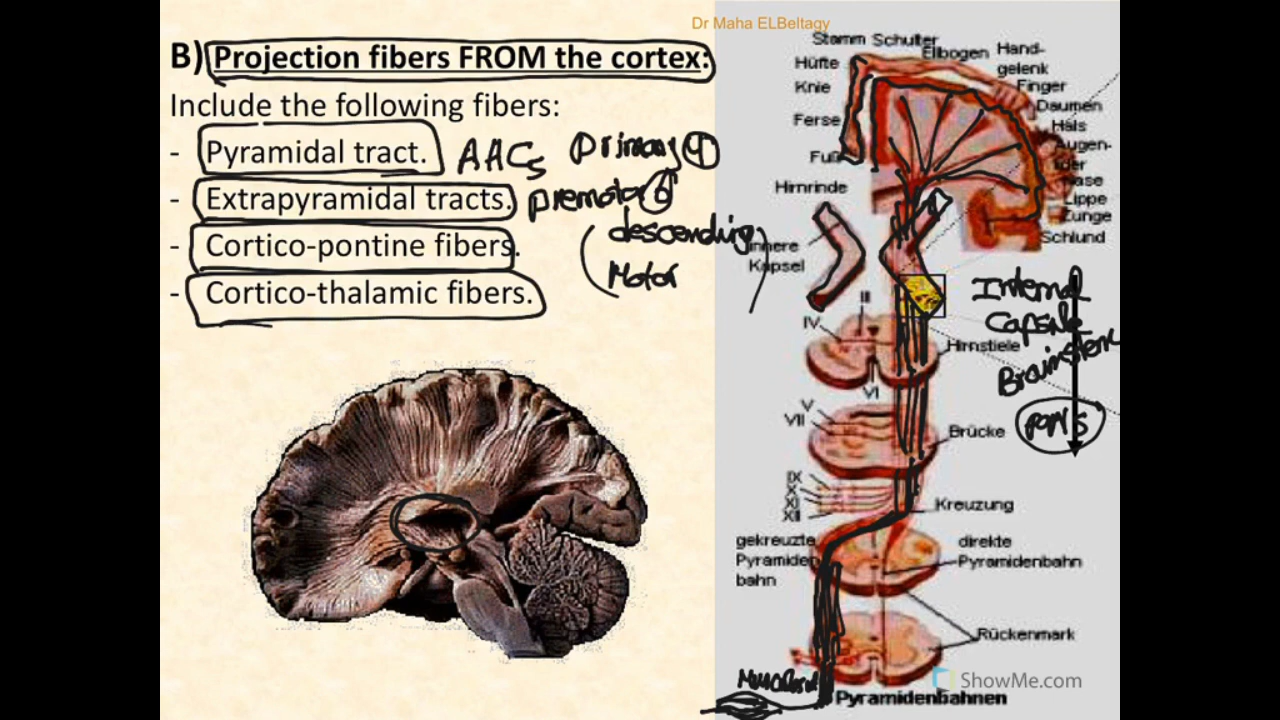 Dr Maha ELBeltagy
B) Projection fibers FROM the cortex:
Include the following fibers:
- Pyramidal tract.
AHCs primary 4
- Extrapyramidal tracts.
premotor 6
- Cortico-pontine fibers.
descending
Motor
- Cortico-thalamic fibers.
Stamm Schulter
Ellbogen Hand-
gelenk
Hüfte
Finger
Knie
Daumen
Ferse
Hals
Augen-
lider
Fuß
Nase
Hirnrinde
Lippe
Zunge
Schlund
innere
Kapsel
Internal
Capsule
Brainstem
III
IV
Hirnstiele
VI
pons
V
VII
Brücke
IX
X
XI
XII
Kreuzung
gekreuzte
Pyramiden
bahn
direkte
Pyramidenbahn
Rückenmark
ShowMe.com
Pyramidenbahnen